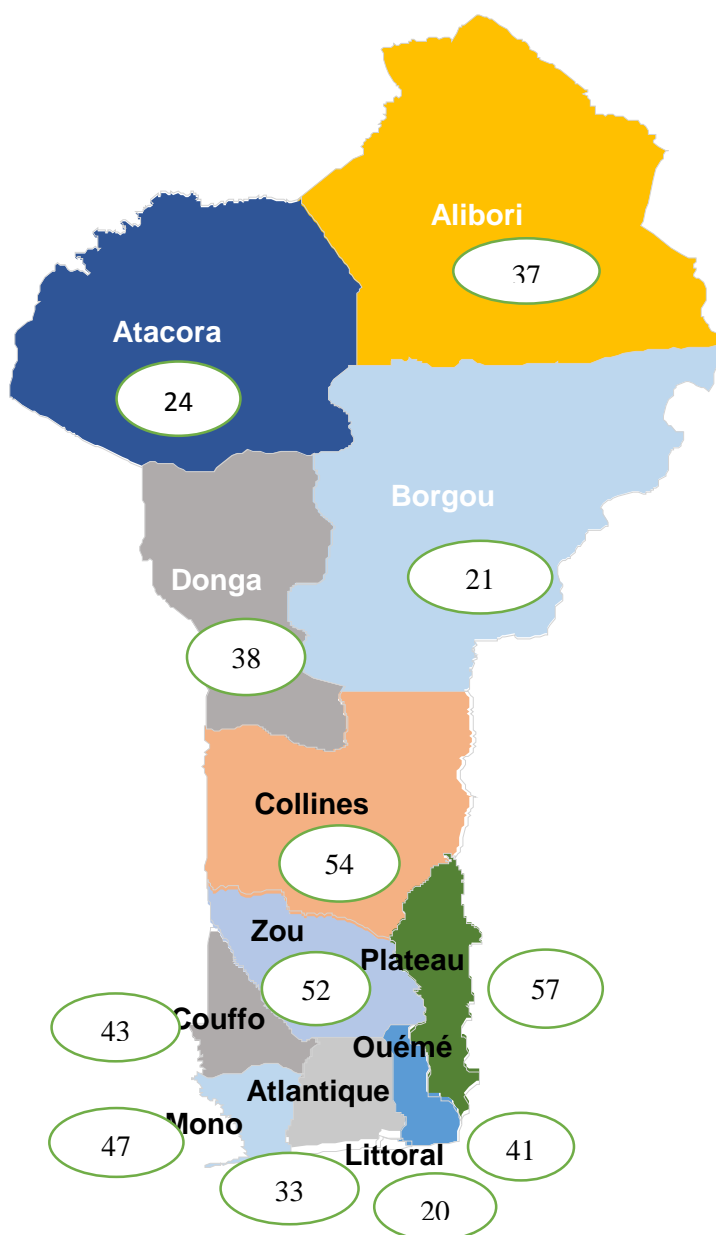 Alibori
37
Atacora
24
Borgou
21
Donga
38
Collines
54
Zou
52
Plateau
57
Couffo
43
Ouémé
Atlantique
Mono
47
Littoral
41
33
20